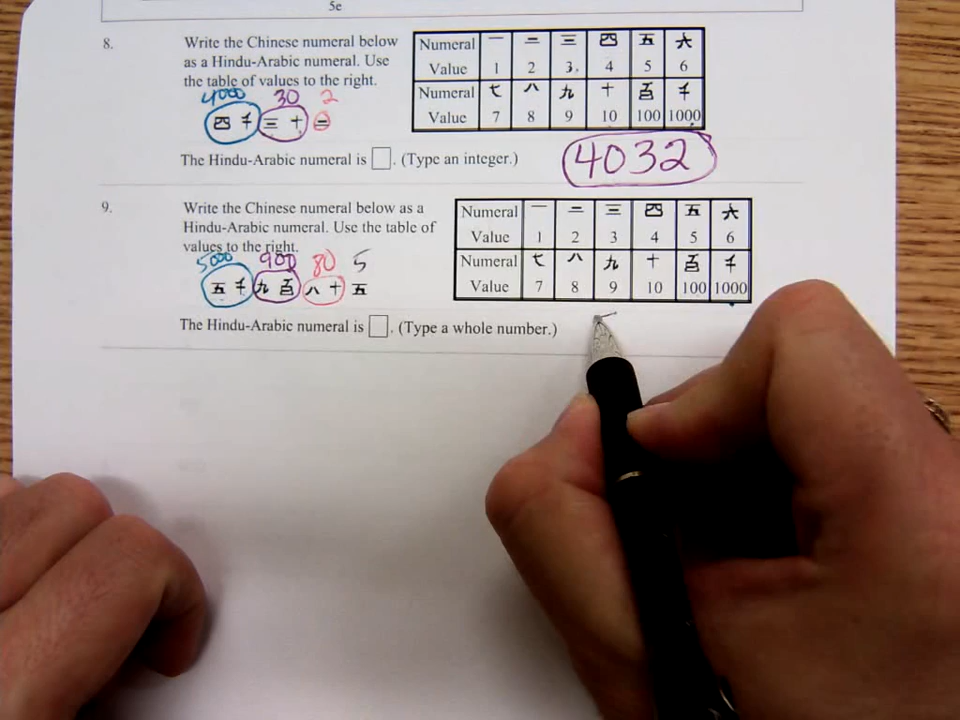 5e
8. Write the Chinese numeral below
as a Hindu-Arabic numeral. Use
the table of values to the right.
4000 30 2
四 千 三 十 二
The Hindu-Arabic numeral is . (Type an integer.)
Numeral 一 二 三 四 五 六
Value 1 2 3 4 5 6
Numeral 七 八 九 十 百 千
Value 7 8 9 10 100 1000
4032
9. Write the Chinese numeral below as a
Hindu-Arabic numeral. Use the table of
values to the right.
5000 900 80 5
五 千 九 百 八 十 五
The Hindu-Arabic numeral is . (Type a whole number.)
Numeral 一 二 三 四 五 六
Value 1 2 3 4 5 6
Numeral 七 八 九 十 百 千
Value 7 8 9 10 100 1000